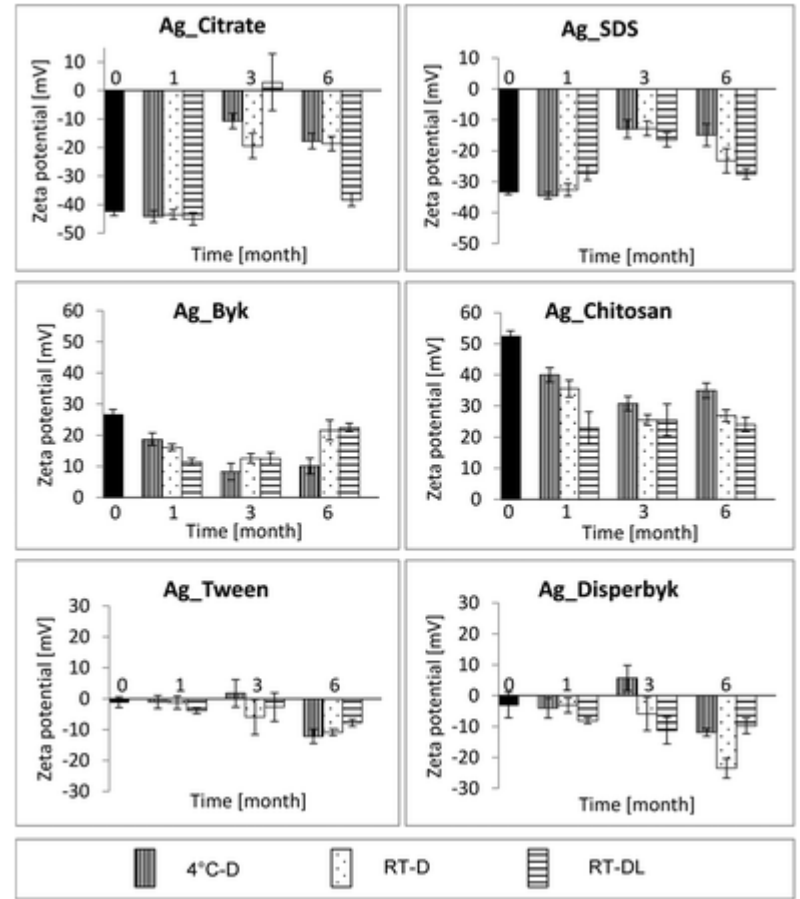 Ag_Citrate
Zeta potential [mV]
10
0
-10
-20
-30
-40
-50
0 1 3 6
Time [month]
Ag_SDS
Zeta potential [mV]
10
0
-10
-20
-30
-40
-50
0 1 3 6
Time [month]
Ag_Byk
Zeta potential [mV]
60
50
40
30
20
10
0
0 1 3 6
Time [month]
Ag_Chitosan
Zeta potential [mV]
60
50
40
30
20
10
0
0 1 3 6
Time [month]
Ag_Tween
Zeta potential [mV]
30
20
10
0
-10
-20
-30
0 1 3 6
Time [month]
Ag_Disperbyk
Zeta potential [mV]
30
20
10
0
-10
-20
-30
0 1 3 6
Time [month]
4°C-D RT-D RT-DL